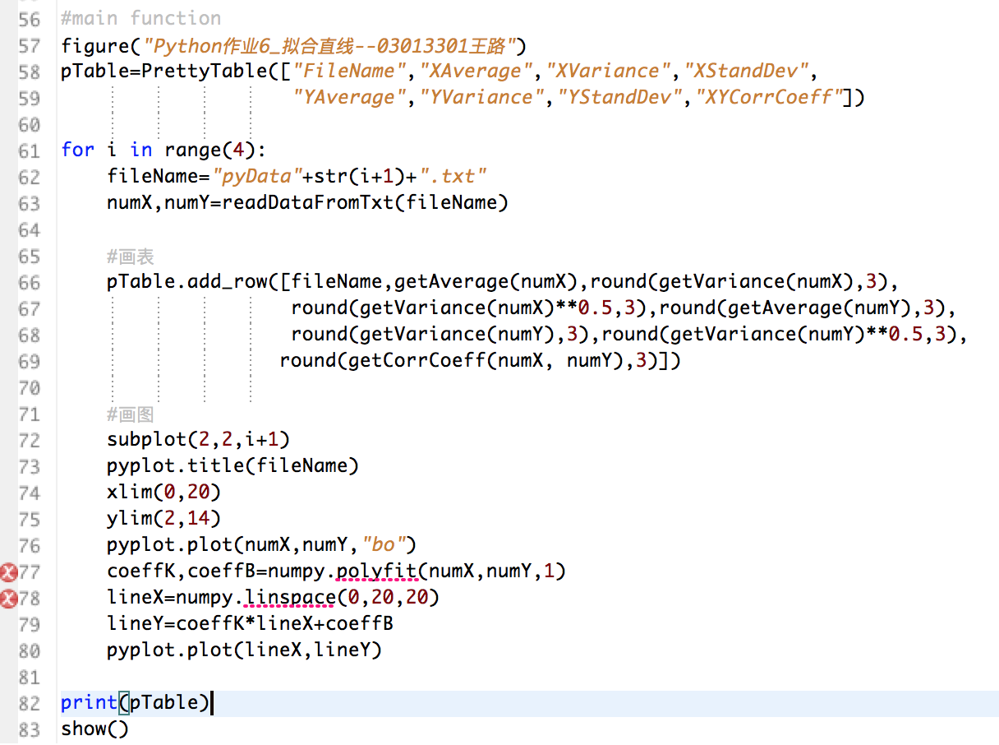 56 #main function
57 figure("Python作业6_拟合直线--03013301王路")
58 pTable=PrettyTable(["FileName","XAverage","XVariance","XStandDev",
59 "YAverage","YVariance","YStandDev","XYCorrCoeff"])
60
61 for i in range(4):
62 fileName="pyData"+str(i+1)+".txt"
63 numX,numY=readDataFromTxt(fileName)
64
65 #画表
66 pTable.add_row([fileName,getAverage(numX),round(getVariance(numX),3),
67 round(getVariance(numX)**0.5,3),round(getAverage(numY),3),
68 round(getVariance(numY),3),round(getVariance(numY)**0.5,3),
69 round(getCorrCoeff(numX, numY),3)])
70
71 #画图
72 subplot(2,2,i+1)
73 pyplot.title(fileName)
74 xlim(0,20)
75 ylim(2,14)
76 pyplot.plot(numX,numY,"bo")
77 coeffK,coeffB=numpy.polyfit(numX,numY,1)
78 lineX=numpy.linspace(0,20,20)
79 lineY=coeffK*lineX+coeffB
80 pyplot.plot(lineX,lineY)
81
82 print(pTable)
83 show()